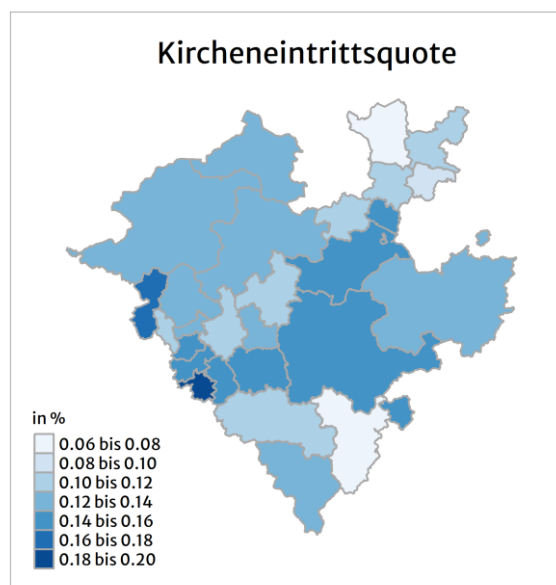 Kircheneintrittsquote
in %
0.06 bis 0.08
0.08 bis 0.10
0.10 bis 0.12
0.12 bis 0.14
0.14 bis 0.16
0.16 bis 0.18
0.18 bis 0.20